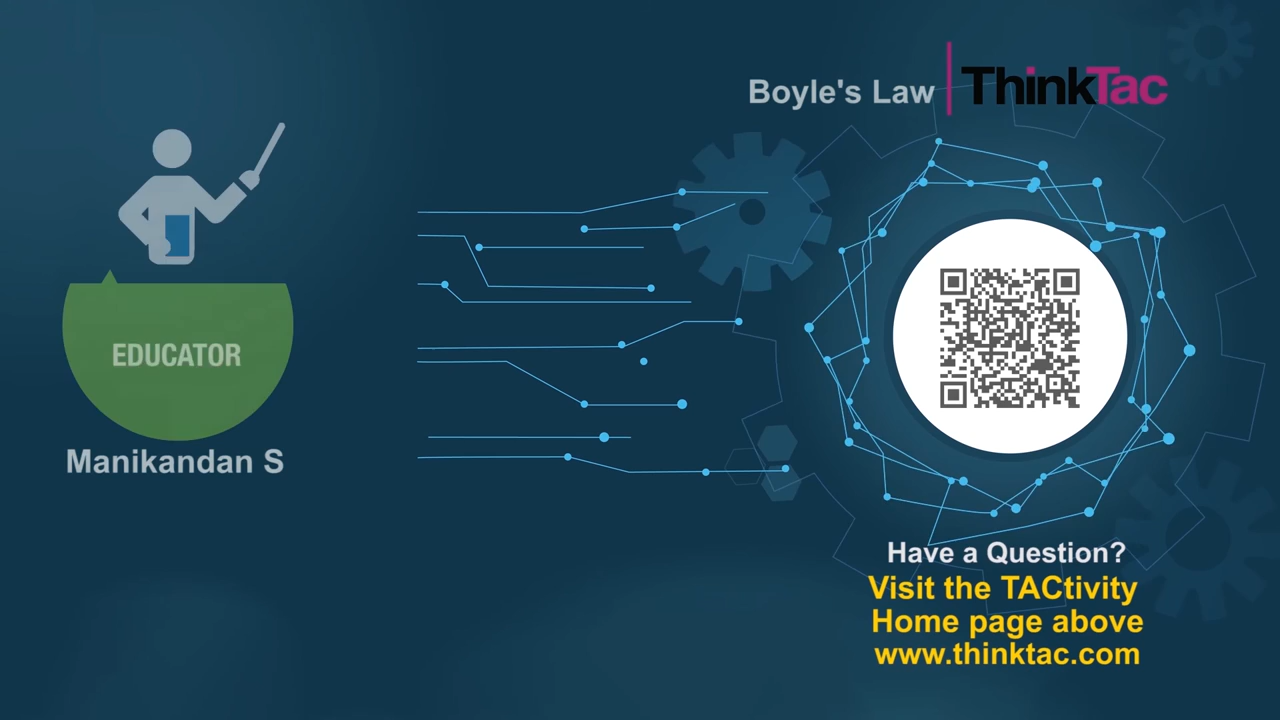 Boyle's Law
ThinkTac
EDUCATOR
Manikandan S
Have a Question?
Visit the TACtivity
Home page above
www.thinktac.com